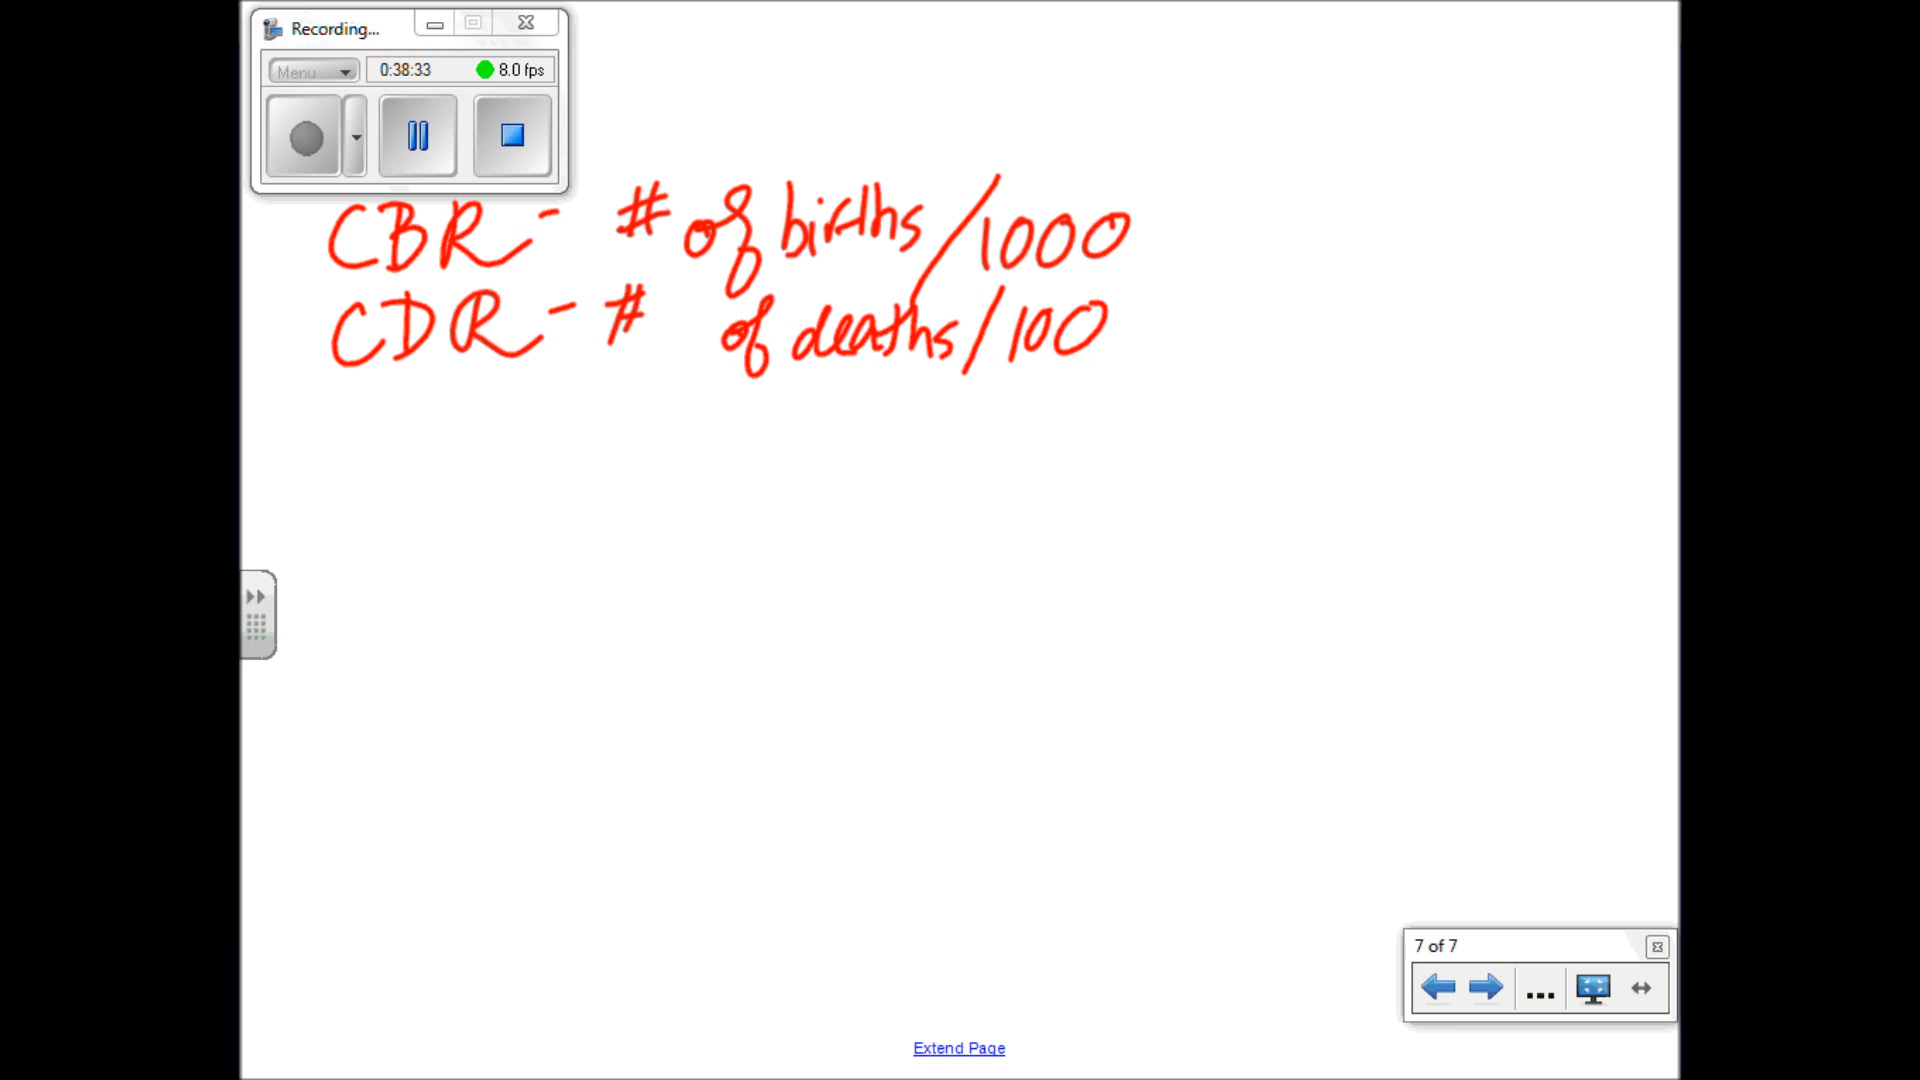 Recording...
Menu
0:38:33
8.0 fps
CBR - # of births/1000
CDR - # of deaths/100
7 of 7
...
Extend Page